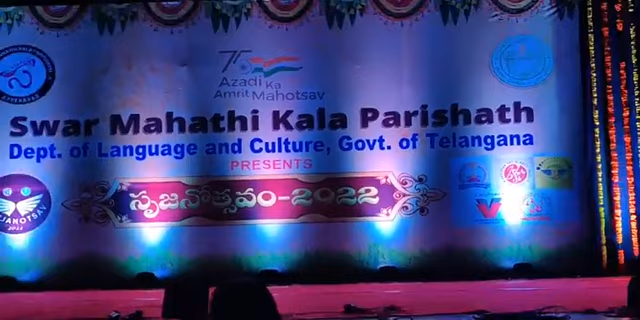 75
Azadi Ka
Amrit Mahotsav
Swar Mahathi Kala Parishath
Dept. of Language and Culture, Govt. of Telangana
PRESENTS
సృజనోత్సవం-2022